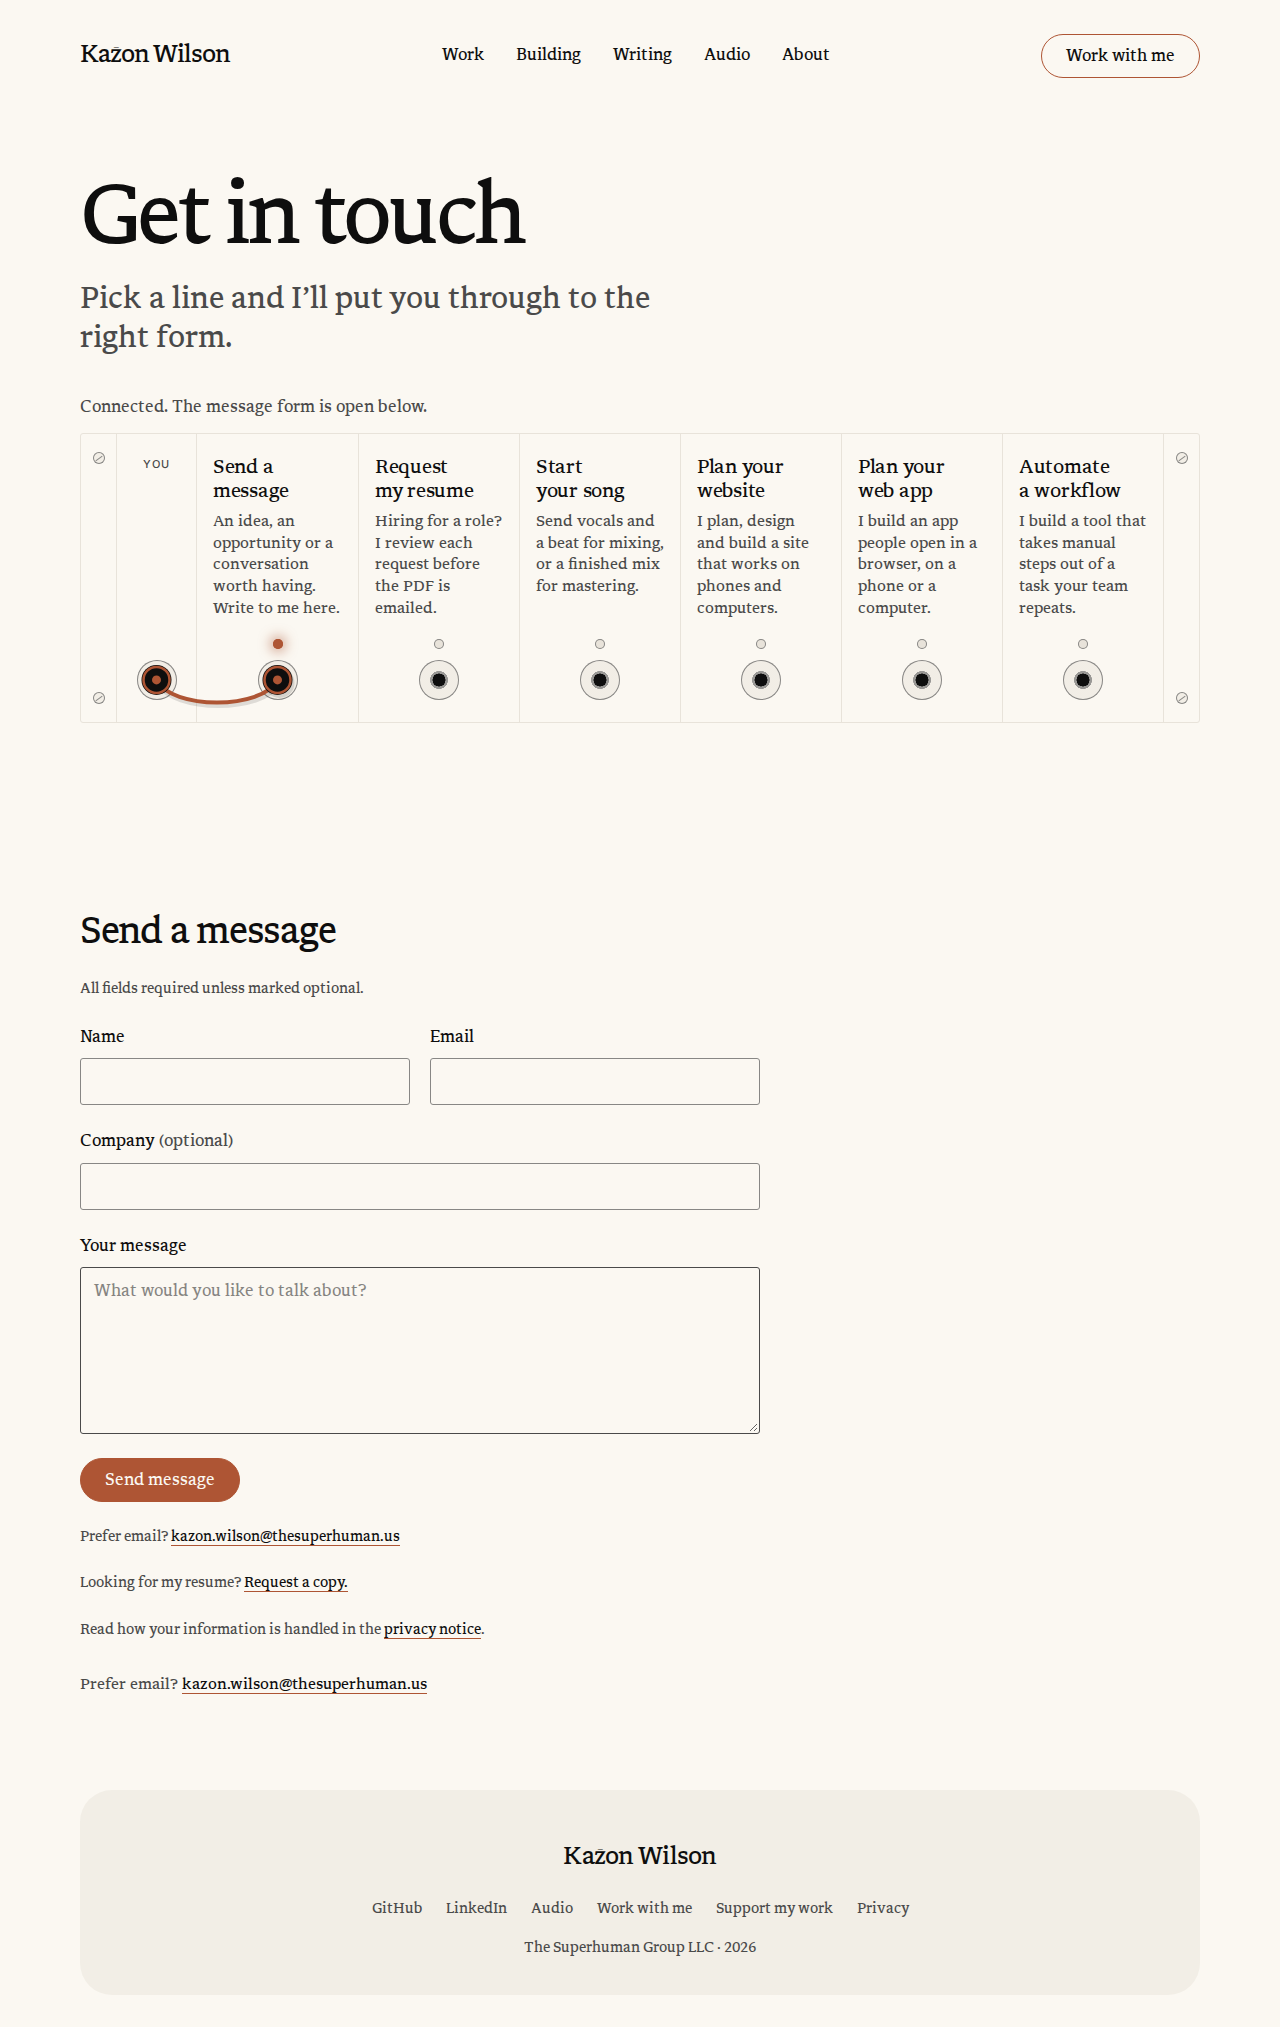 Kazon Wilson
Work Building Writing Audio About
Work with me
Get in touch
Pick a line and I’ll put you through to the
right form.
Connected. The message form is open below.
YOU
Send a
message
An idea, an
opportunity or a
conversation
worth having.
Write to me here.
Request
my resume
Hiring for a role?
I review each
request before
the PDF is
emailed.
Start
your song
Send vocals and
a beat for mixing,
or a finished mix
for mastering.
Plan your
website
I plan, design
and build a site
that works on
phones and
computers.
Plan your
web app
I build an app
people open in a
browser, on a
phone or a
computer.
Automate
a workflow
I build a tool that
takes manual
steps out of a
task your team
repeats.
Send a message
All fields required unless marked optional.
Name
Email
Company (optional)
Your message
What would you like to talk about?
Send message
Prefer email? kazon.wilson@thesuperhuman.us
Looking for my resume? Request a copy.
Read how your information is handled in the privacy notice.
Prefer email? kazon.wilson@thesuperhuman.us
Kazon Wilson
GitHub LinkedIn Audio Work with me Support my work Privacy
The Superhuman Group LLC · 2026